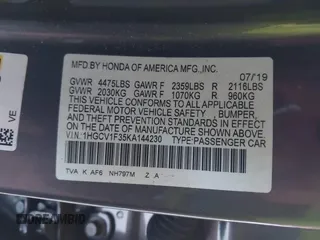 MFD.BY HONDA OF AMERICA MFG.,INC. 07/19
GVWR 4475LBS GAWR F 2359LBS R 2116LBS
GVWR 2030KG GAWR F 1070KG R 960KG
THIS VEHICLE CONFORMS TO ALL APPLICABLE
FEDERAL MOTOR VEHICLE SAFETY , BUMPER,
AND THEFT PREVENTION STANDARDS IN EFFECT
ON THE DATE OF MANUFACTURE SHOWN ABOVE.
VIN:1HGCV1F35KA144230 TYPE:PASSENGER CAR
TVA K AF6 NH797M Z A
DREAMBID